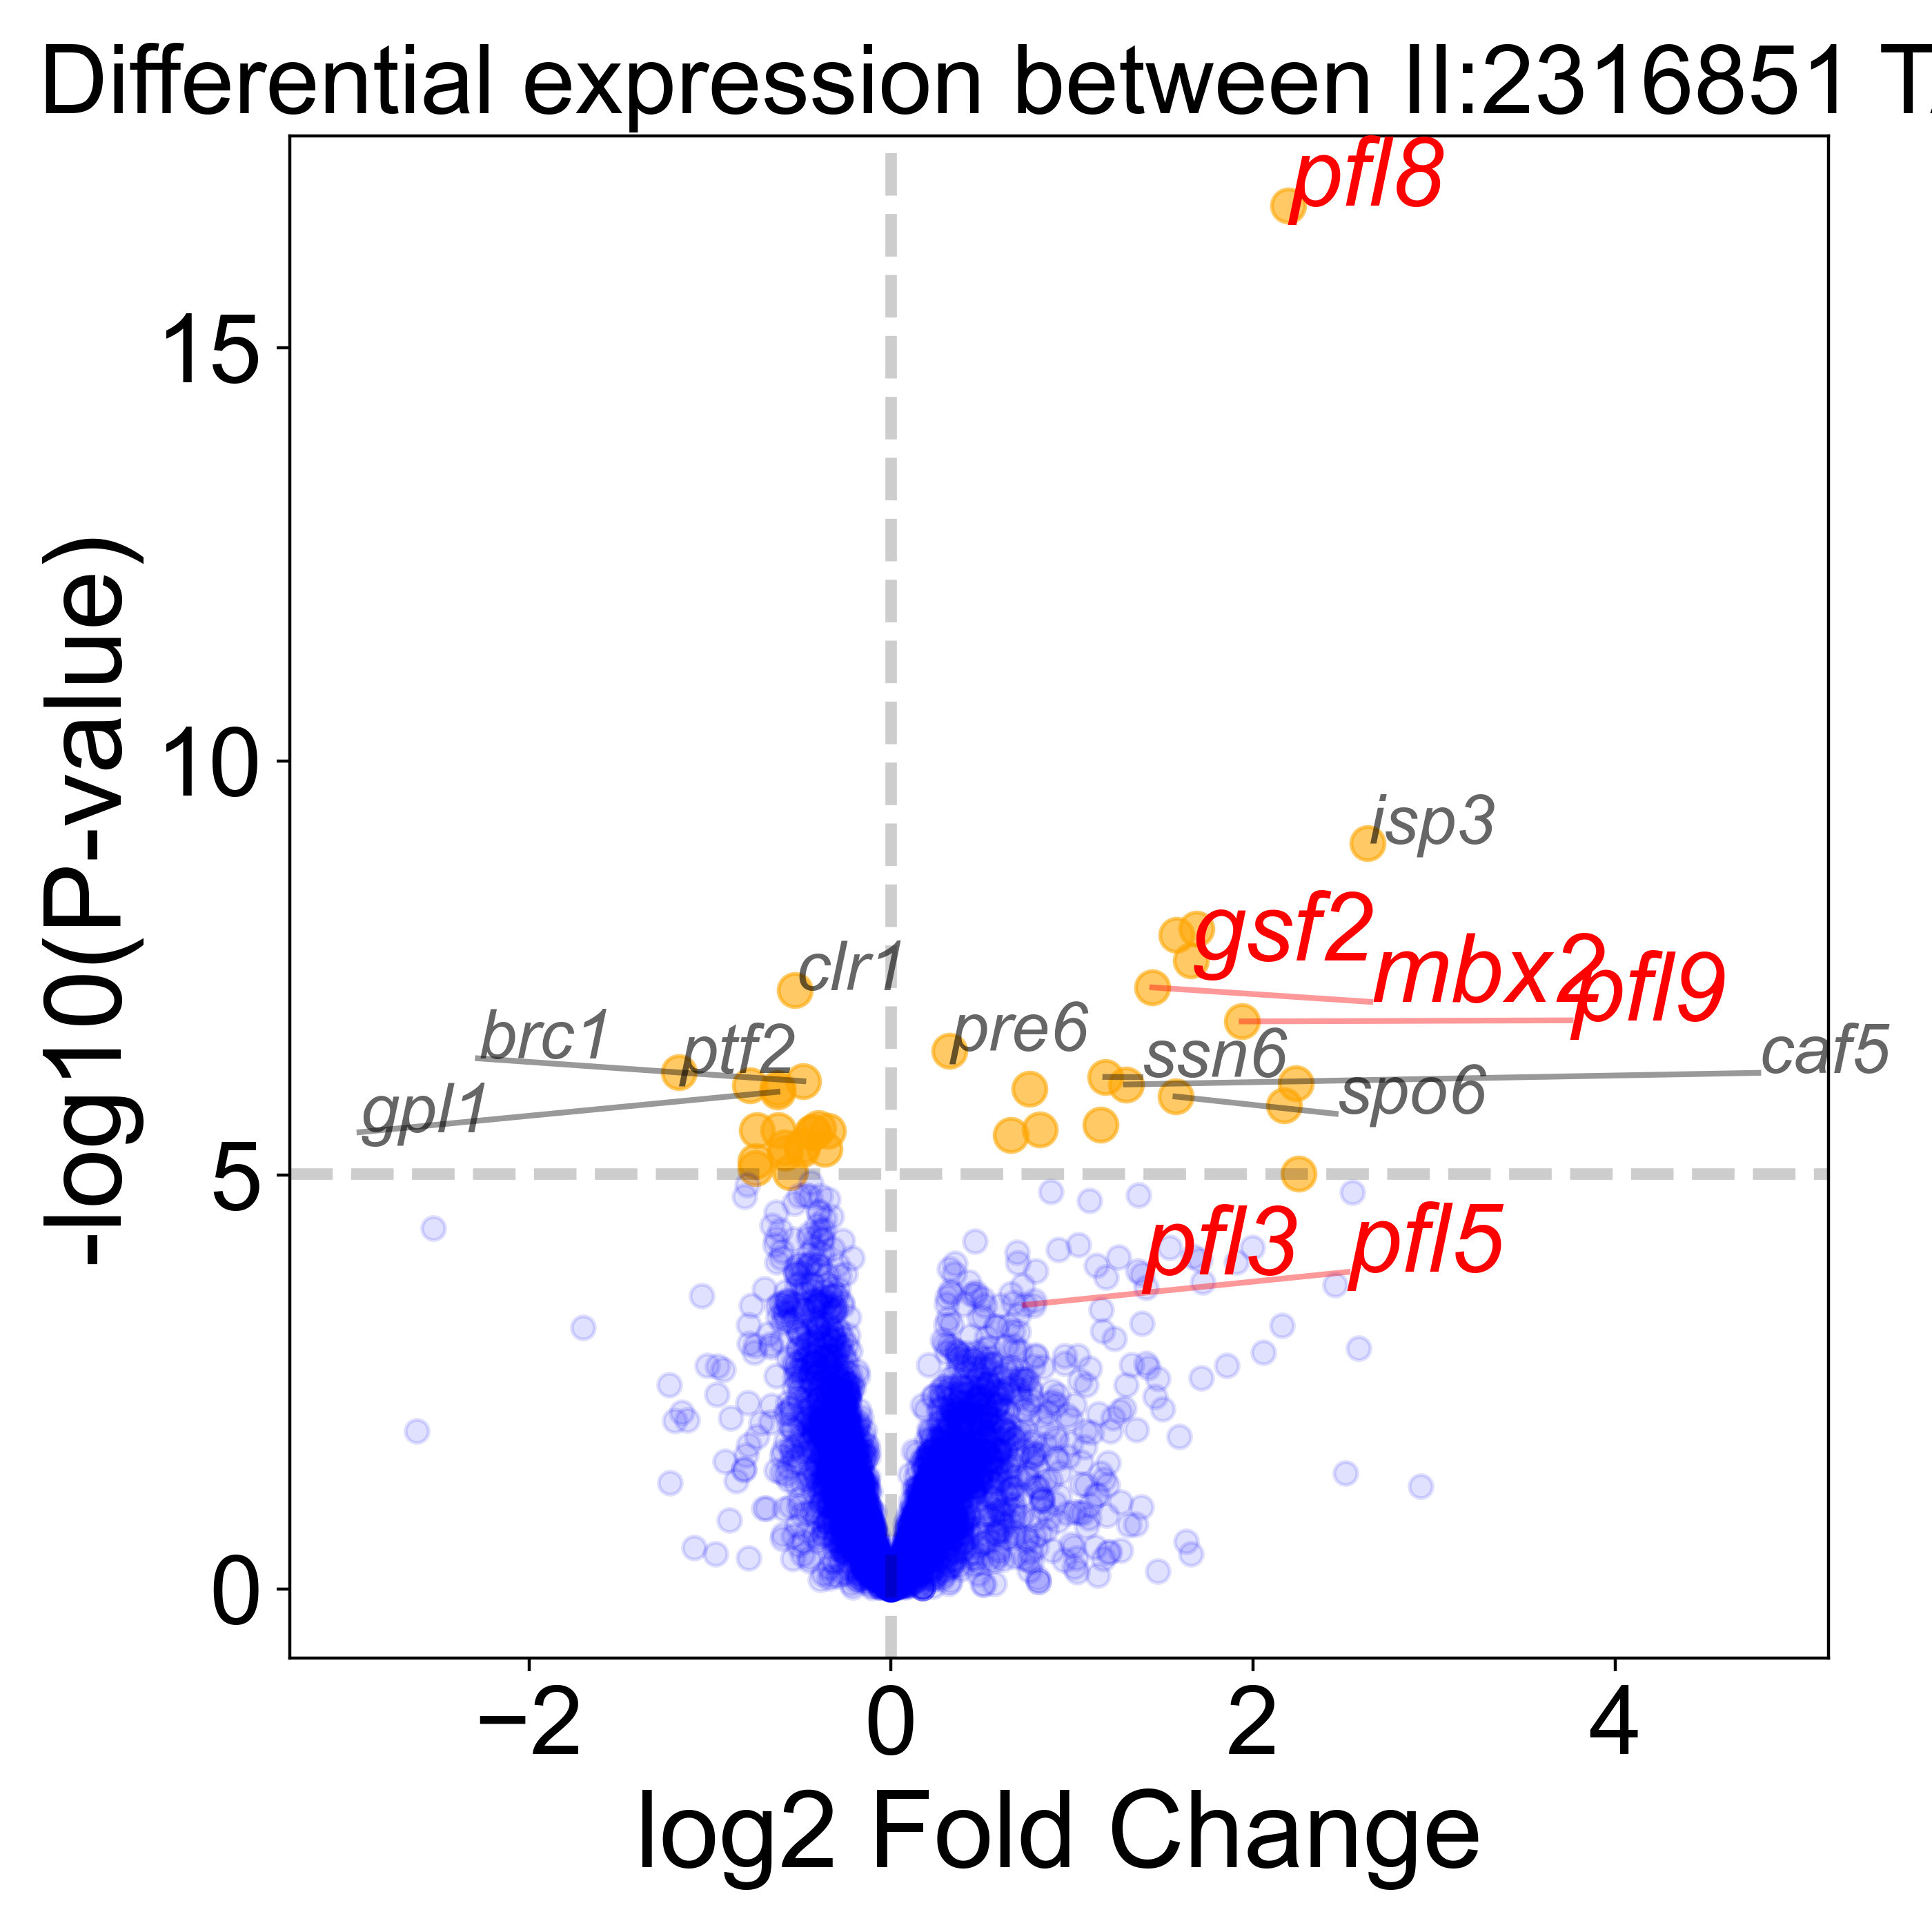 Differential expression between II:2316851 T
pfl8
15
-log10(P-value)
10
isp3
gsf2
mbx2
pfl9
clr1
brc1
ptf2
pre6
ssn6
caf5
gpl1
spo6
5
pfl3
pfl5
0
−2
0
2
4
log2 Fold Change